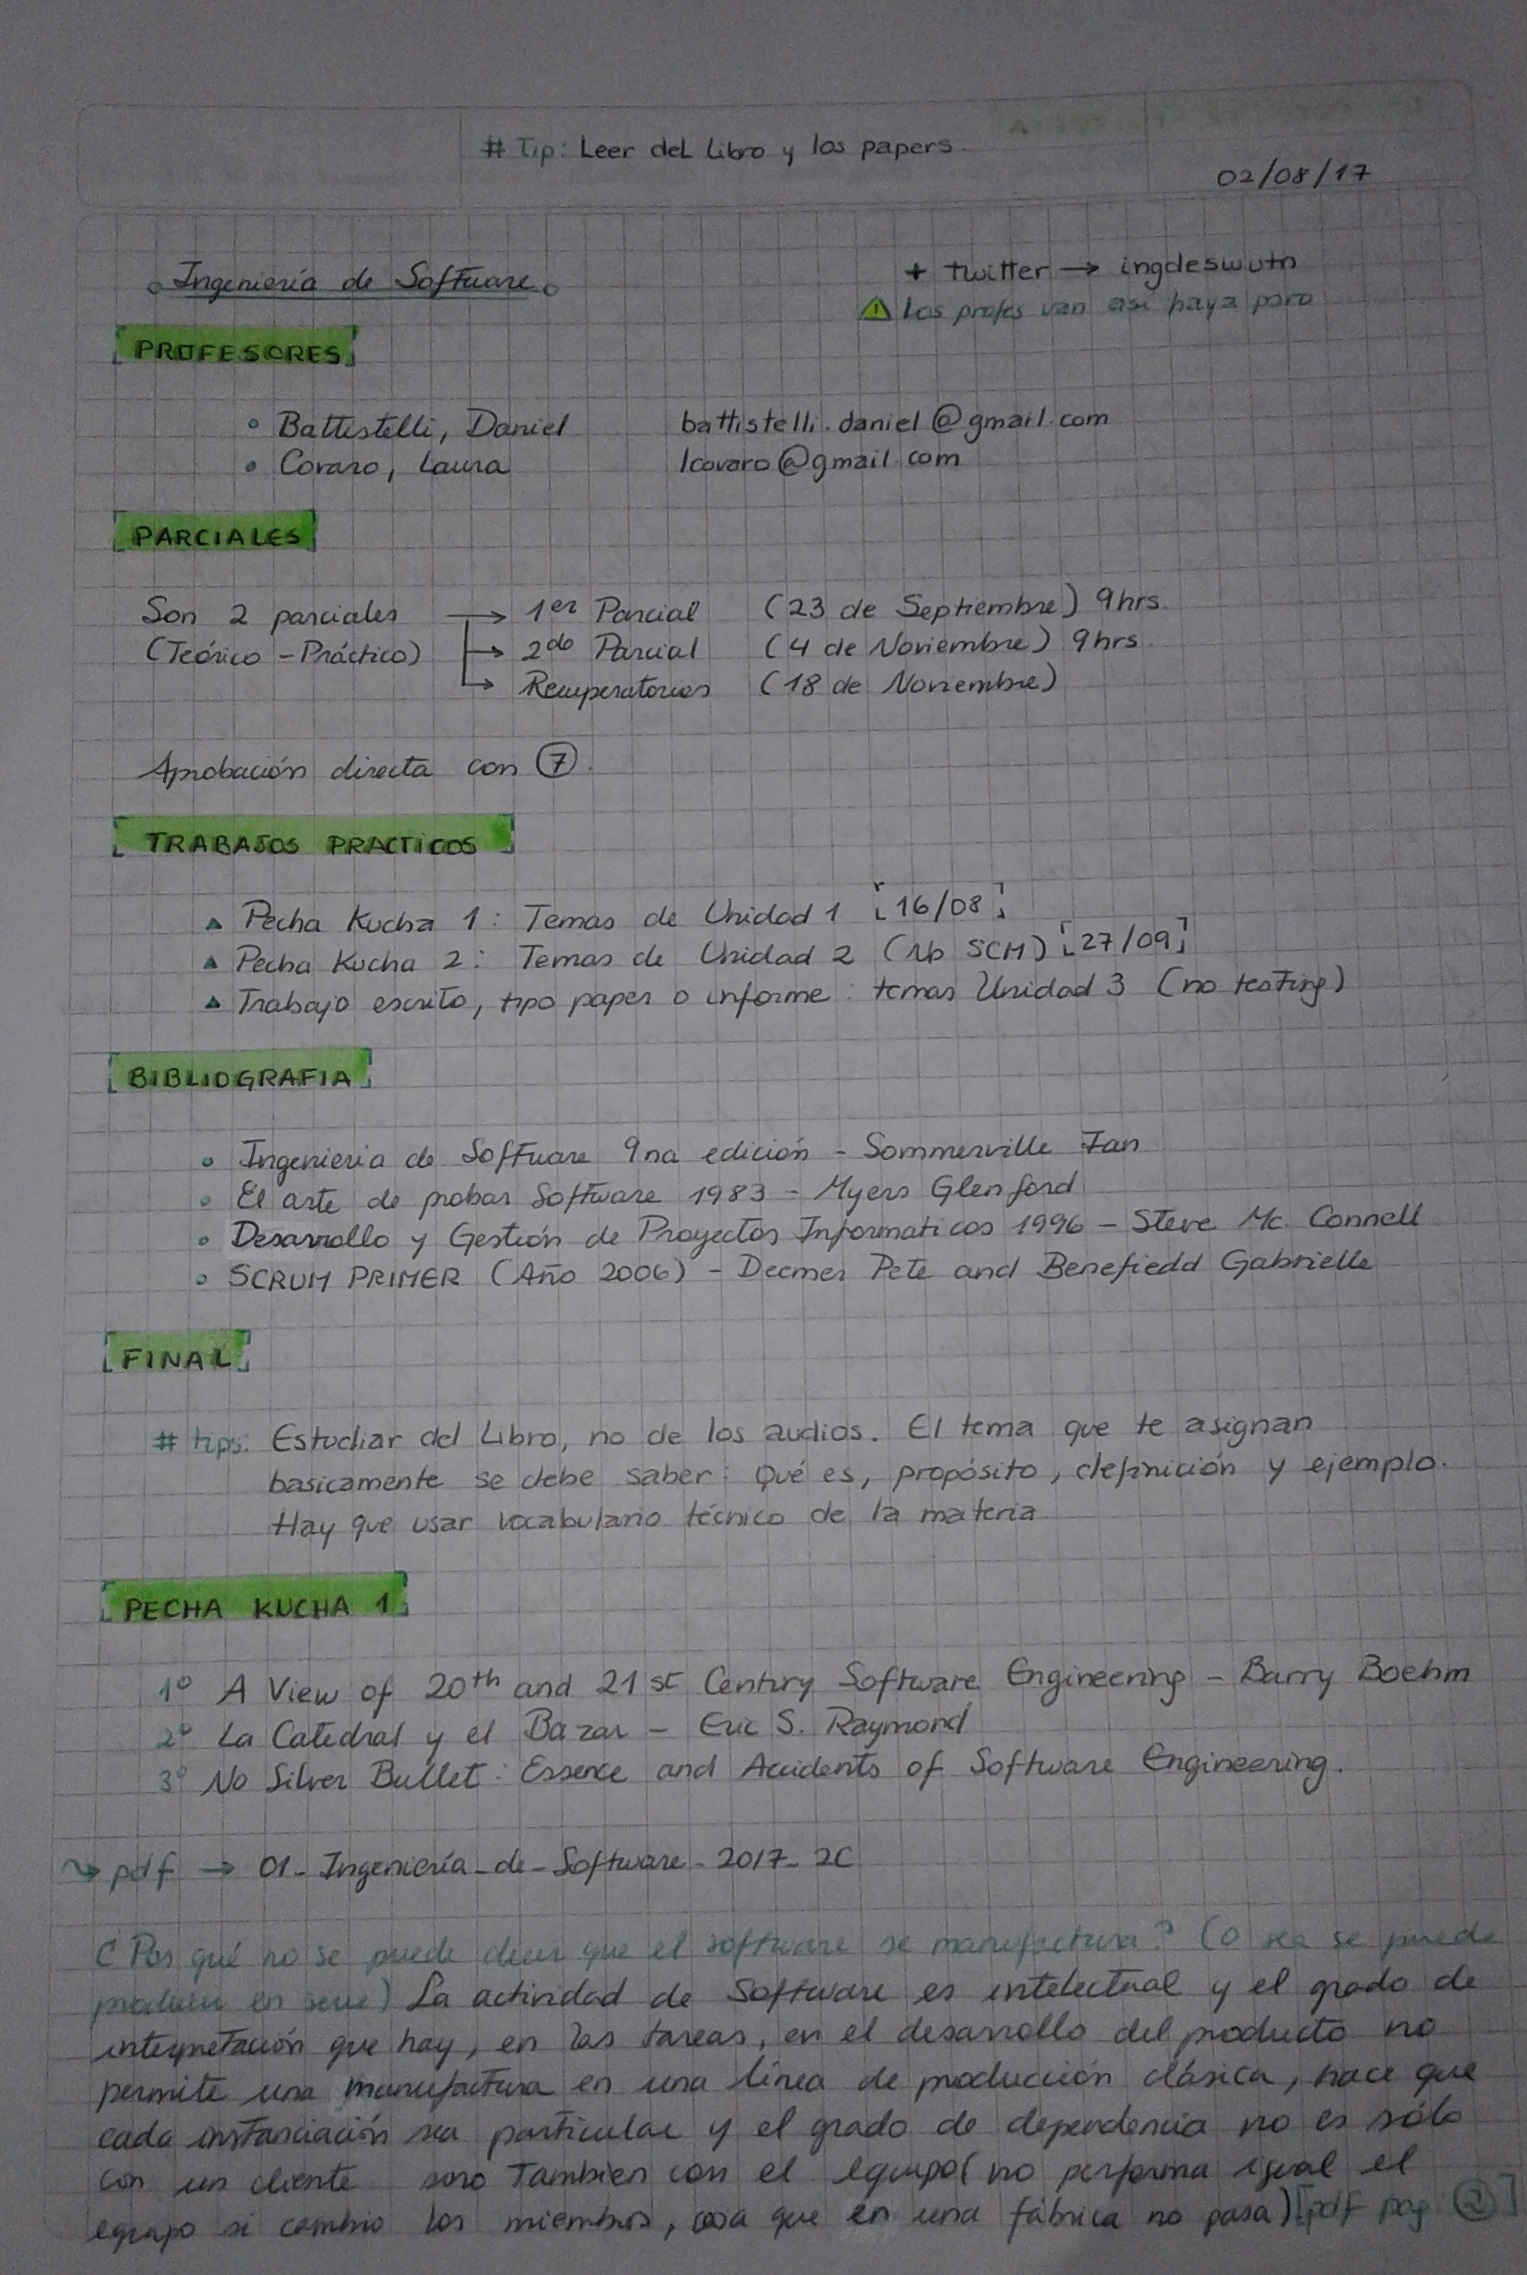 # Tip: Leer del Libro y los papers.
02/08/17
Ingeniería de Software
+ twitter → ingdeswutn
Los profes van así haya paro
PROFESORES
• Battistelli, Daniel battistelli.daniel@gmail.com
• Covaro, Laura lcovaro@gmail.com
PARCIALES
Son 2 parciales → 1er Parcial (23 de Septiembre) 9hrs.
(Teórico - Práctico) → 2do Parcial (4 de Noviembre) 9hrs.
→ Recuperatorios (18 de Noviembre)
Aprobación directa con 7.
TRABAJOS PRACTICOS
▲ Pecha Kucha 1: Temas de Unidad 1 [16/08]
▲ Pecha Kucha 2: Temas de Unidad 2 (No SCM) [27/09]
▲ Trabajo escrito, tipo paper o informe: temas Unidad 3 (no testing)
BIBLIOGRAFIA
• Ingenieria de Software 9na edición - Sommerville Ian
• El arte de probar Software 1983 - Myers Glenford
• Desarrollo y Gestión de Proyectos Informaticos 1996 - Steve Mc. Connell
• SCRUM PRIMER (Año 2006) - Deemer Pete and Benefiedd Gabrielle
FINAL
# tips: Estudiar del Libro, no de los audios. El tema que te asignan
basicamente se debe saber: Qué es, propósito, definición y ejemplo.
Hay que usar vocabulario técnico de la materia.
PECHA KUCHA 1
1º A View of 20th and 21st Century Software Engineering - Barry Boehm
2º La Catedral y el Bazar - Eric S. Raymond
3º No Silver Bullet: Essence and Accidents of Software Engineering.
↝ pdf → 01-Ingeniería-de-Software-2017-2C
¿Por qué no se puede decir que el software se manufactura? (o sea se puede
producir en serie) La actividad de Software es intelectual y el grado de
interpretación que hay, en las tareas, en el desarrollo del producto no
permite una manufactura en una línea de producción clásica, hace que
cada instanciación sea particular y el grado de dependencia no es sólo
con un cliente sino Tambien con el equipo (no performa igual el
equipo si cambio los miembros, cosa que en una fábrica no pasa) [pdf pag 2]